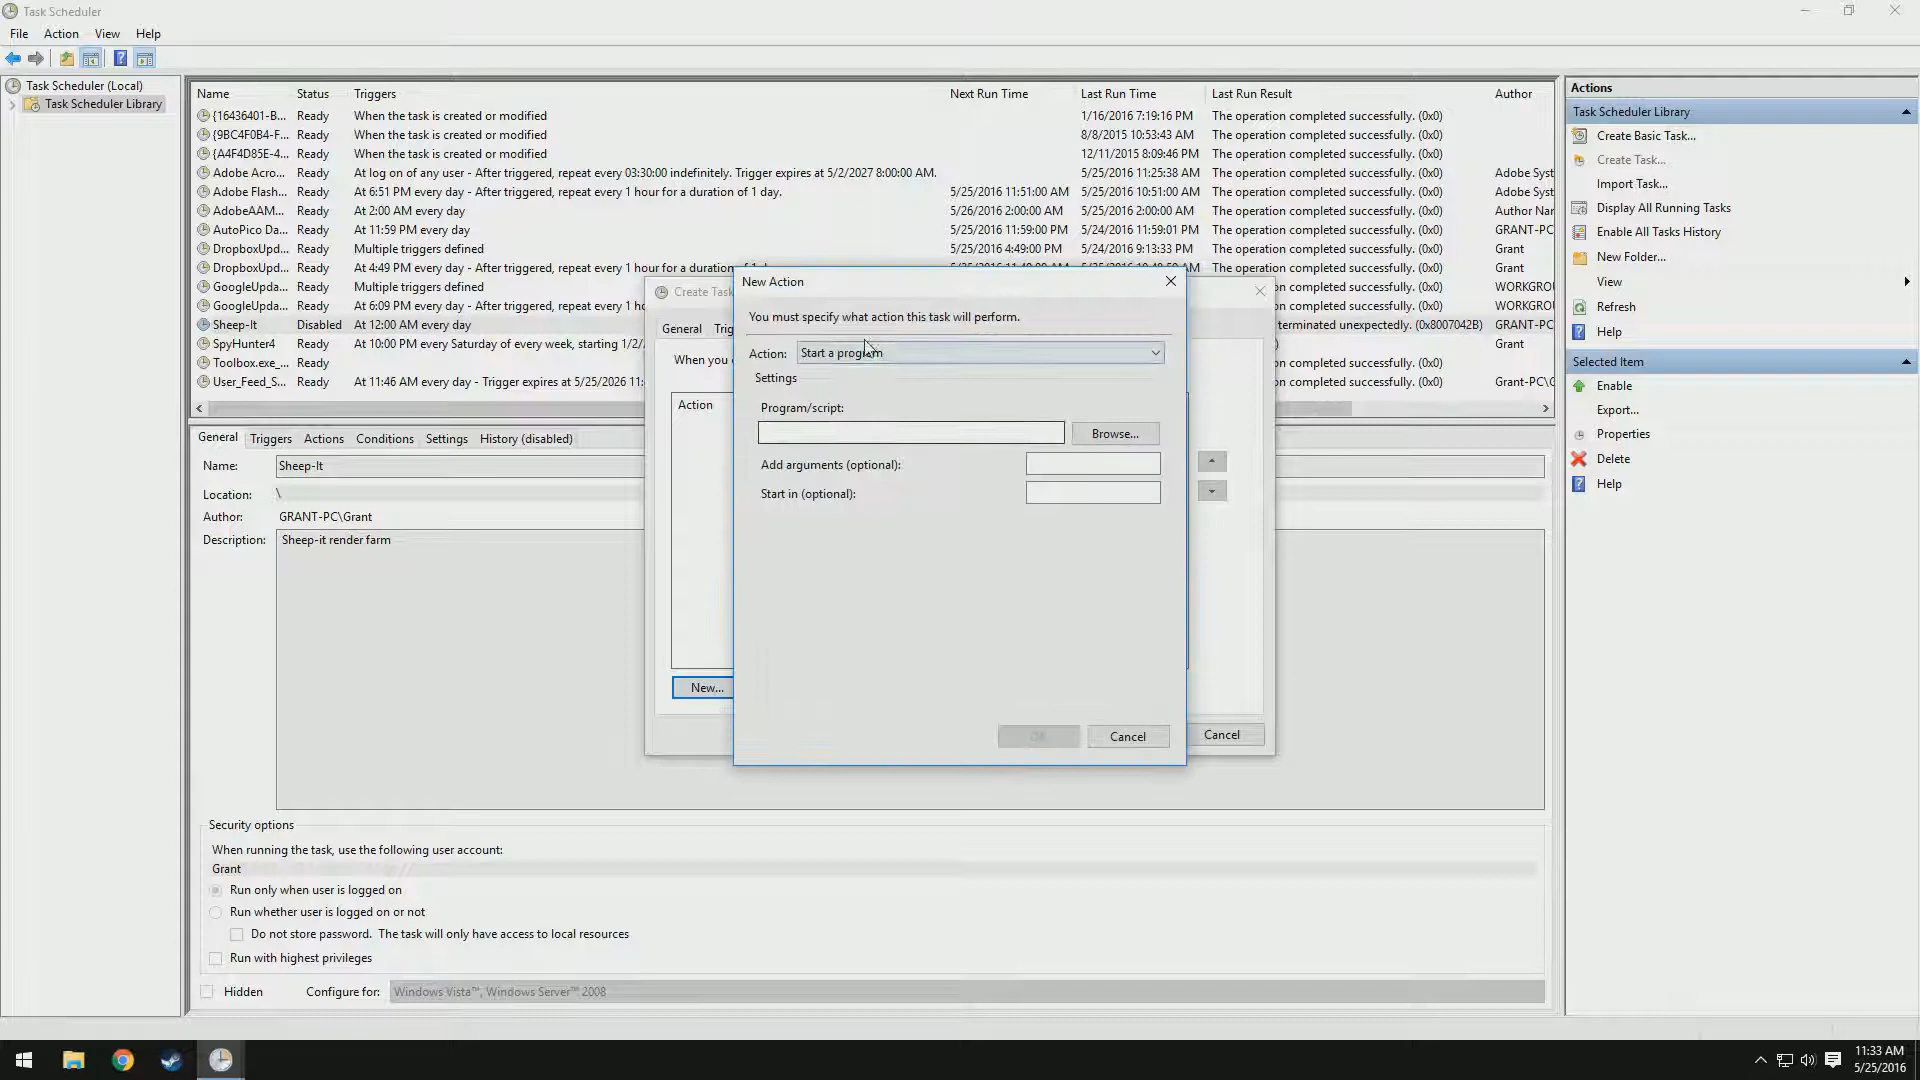 Task Scheduler
File Action View Help
Task Scheduler (Local)
Task Scheduler Library
Name Status Triggers Next Run Time Last Run Time Last Run Result Author
{16436401-B... Ready When the task is created or modified 1/16/2016 7:19:16 PM The operation completed successfully. (0x0)
{9BC4F0B4-F... Ready When the task is created or modified 8/8/2015 10:53:43 AM The operation completed successfully. (0x0)
{A4F4D85E-4... Ready When the task is created or modified 12/11/2015 8:09:46 PM The operation completed successfully. (0x0)
Adobe Acro... Ready At log on of any user - After triggered, repeat every 03:30:00 indefinitely. Trigger expires at 5/2/2027 8:00:00 AM. 5/25/2016 11:25:38 AM The operation completed successfully. (0x0) Adobe Syst
Adobe Flash... Ready At 6:51 PM every day - After triggered, repeat every 1 hour for a duration of 1 day. 5/25/2016 11:51:00 AM 5/25/2016 10:51:00 AM The operation completed successfully. (0x0) Adobe Syst
AdobeAAM... Ready At 2:00 AM every day 5/26/2016 2:00:00 AM 5/25/2016 2:00:00 AM The operation completed successfully. (0x0) Author Nar
AutoPico Da... Ready At 11:59 PM every day 5/25/2016 11:59:00 PM 5/24/2016 11:59:01 PM The operation completed successfully. (0x0) GRANT-PC
DropboxUpd... Ready Multiple triggers defined 5/25/2016 4:49:00 PM 5/24/2016 9:13:33 PM The operation completed successfully. (0x0) Grant
DropboxUpd... Ready At 4:49 PM every day - After triggered, repeat every 1 hour for a duration of The operation completed successfully. (0x0) Grant
GoogleUpda... Ready Multiple triggers defined WORKGROU
GoogleUpda... Ready At 6:09 PM every day - After triggered, repeat every 1 ho WORKGROU
Sheep-It Disabled At 12:00 AM every day terminated unexpectedly. (0x8007042B) GRANT-PC
SpyHunter4 Ready At 10:00 PM every Saturday of every week, starting 1/2/ ) Grant
Toolbox.exe_... Ready (0x0)
User_Feed_S... Ready At 11:46 AM every day - Trigger expires at 5/25/2026 11: (0x0) Grant-PC\G
General Triggers Actions Conditions Settings History (disabled)
Name: Sheep-It
Location: \
Author: GRANT-PC\Grant
Description: Sheep-it render farm
Security options
When running the task, use the following user account:
Grant
Run only when user is logged on
Run whether user is logged on or not
Do not store password. The task will only have access to local resources
Run with highest privileges
Hidden Configure for: Windows Vista™, Windows Server™ 2008
Create Task
General Trig
When you
Action
New...
Cancel
New Action
You must specify what action this task will perform.
Action: Start a program
Settings
Program/script:
Browse...
Add arguments (optional):
Start in (optional):
OK Cancel
Actions
Task Scheduler Library
Create Basic Task...
Create Task...
Import Task...
Display All Running Tasks
Enable All Tasks History
New Folder...
View
Refresh
Help
Selected Item
Enable
Export...
Properties
Delete
Help
11:33 AM
5/25/2016